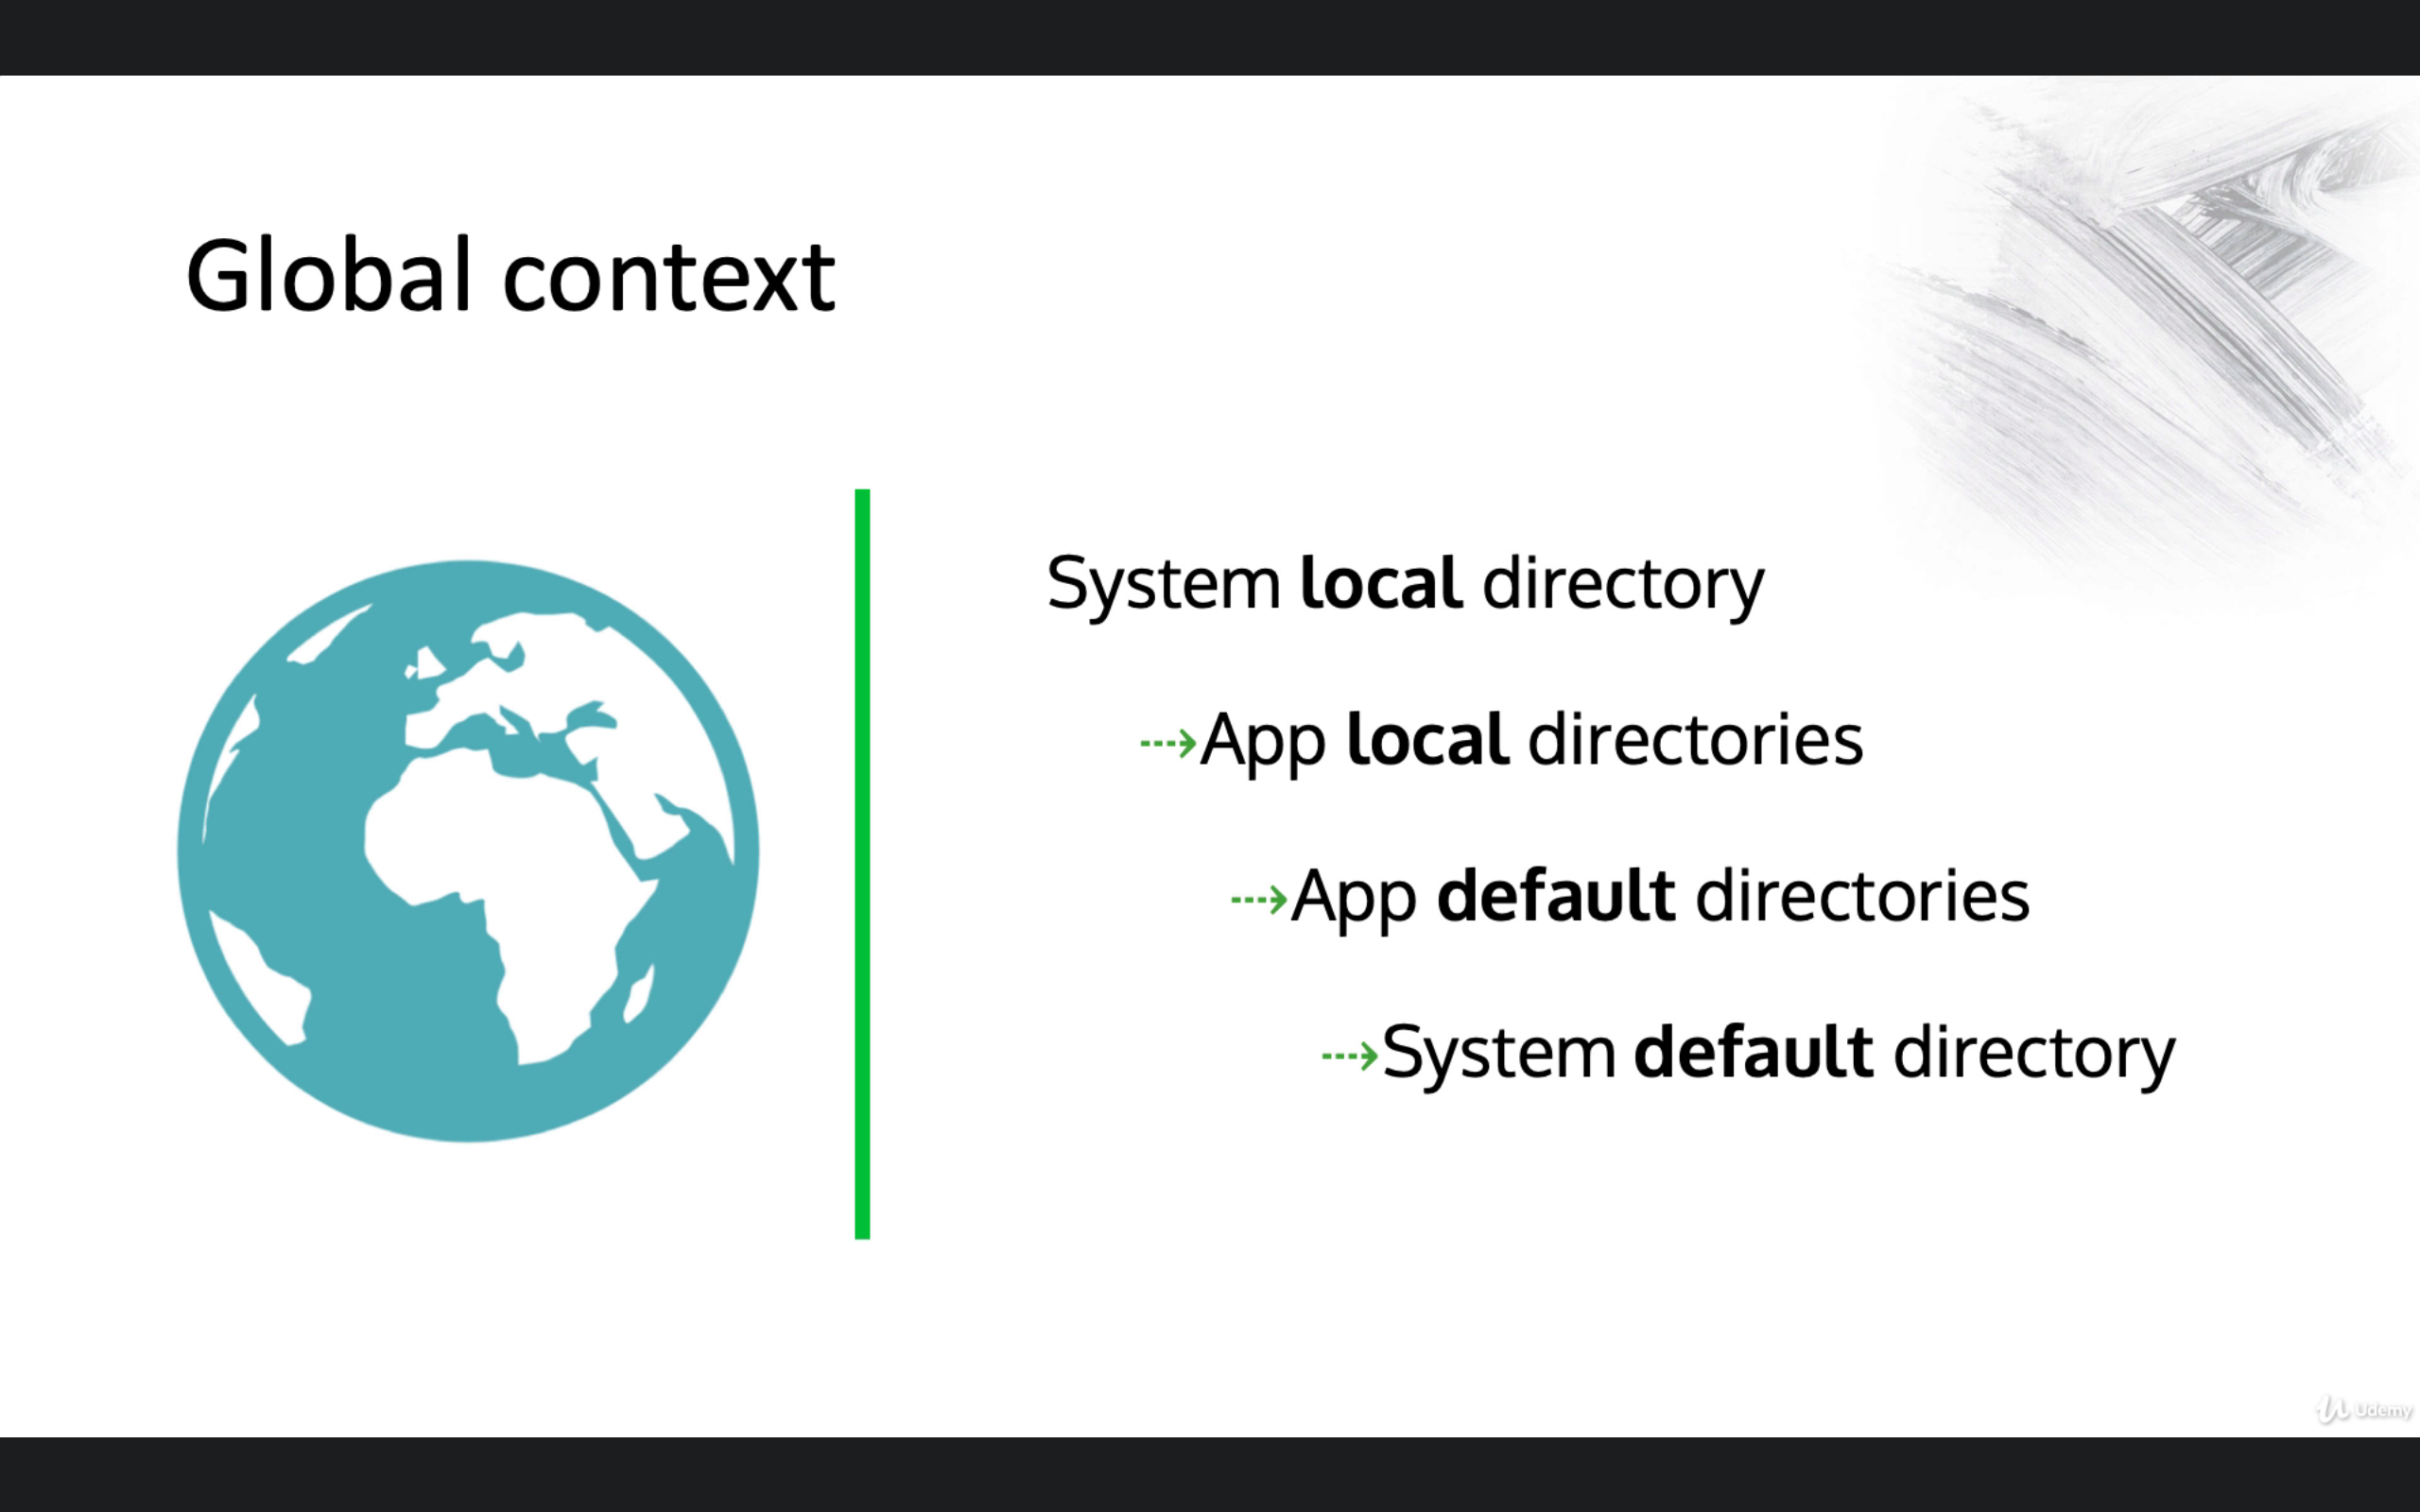 Global context
System local directory
App local directories
App default directories
System default directory
Udemy